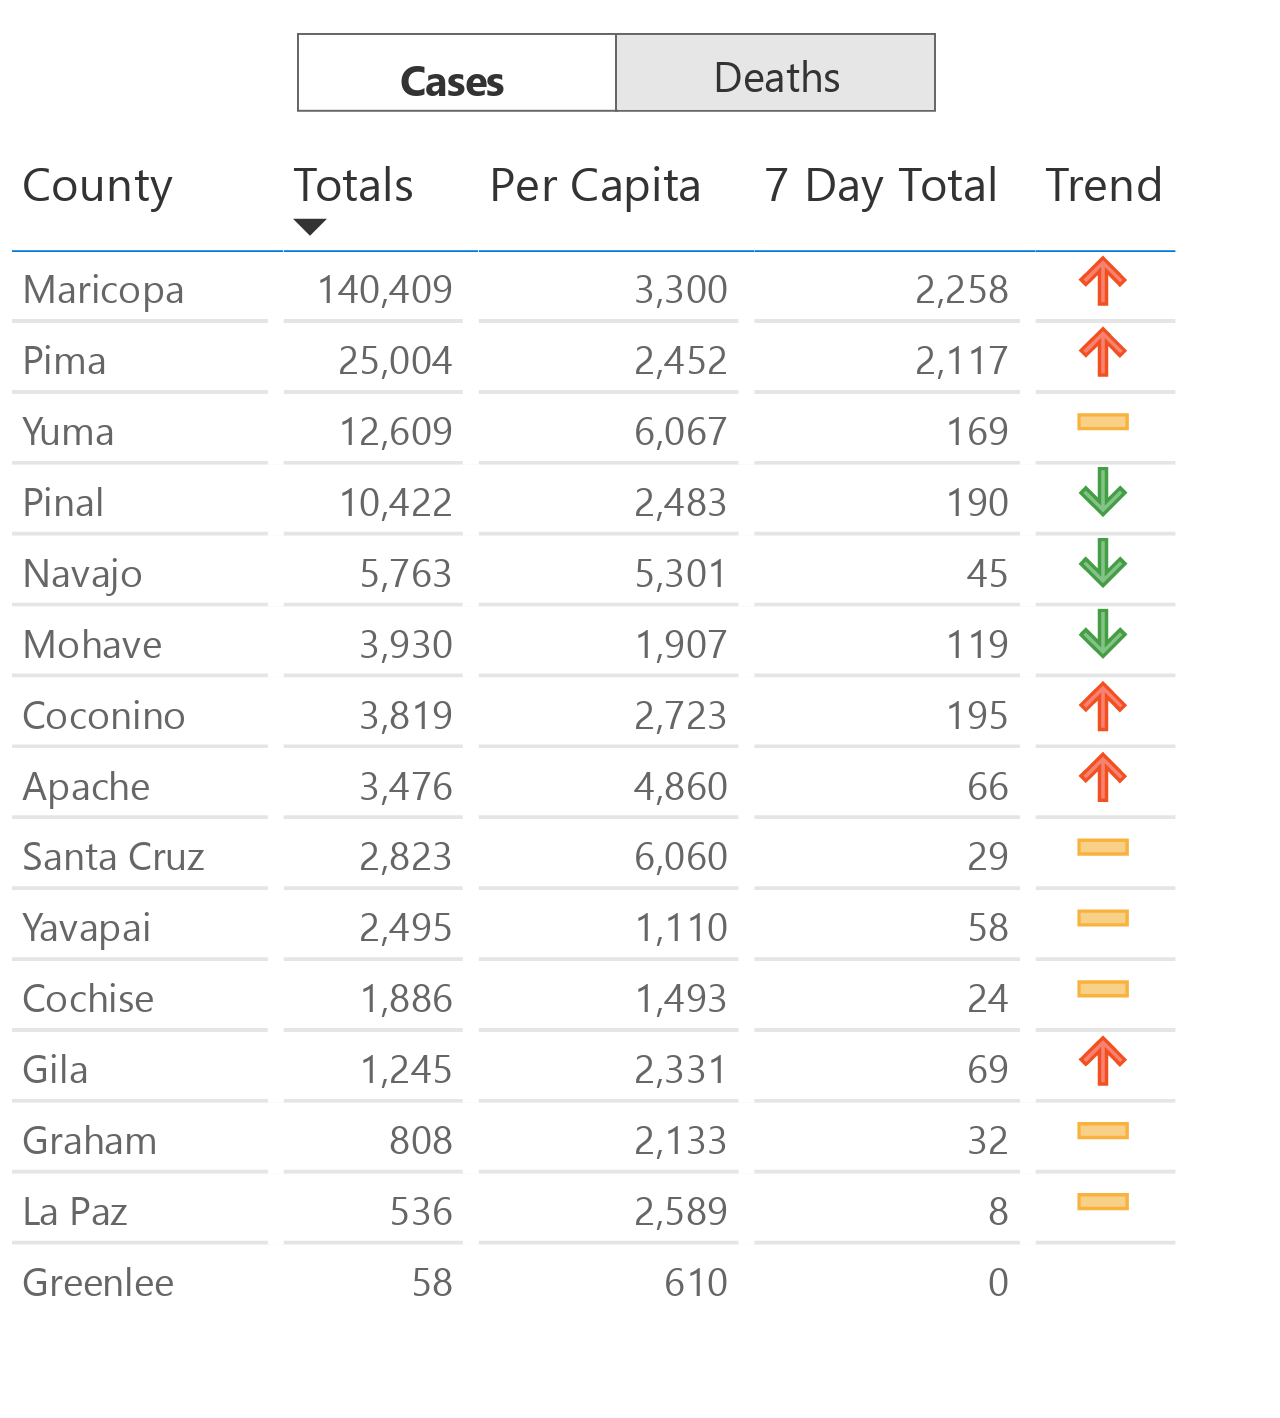 Cases Deaths
County Totals Per Capita 7 Day Total Trend
Maricopa 140,409 3,300 2,258
Pima 25,004 2,452 2,117
Yuma 12,609 6,067 169
Pinal 10,422 2,483 190
Navajo 5,763 5,301 45
Mohave 3,930 1,907 119
Coconino 3,819 2,723 195
Apache 3,476 4,860 66
Santa Cruz 2,823 6,060 29
Yavapai 2,495 1,110 58
Cochise 1,886 1,493 24
Gila 1,245 2,331 69
Graham 808 2,133 32
La Paz 536 2,589 8
Greenlee 58 610 0